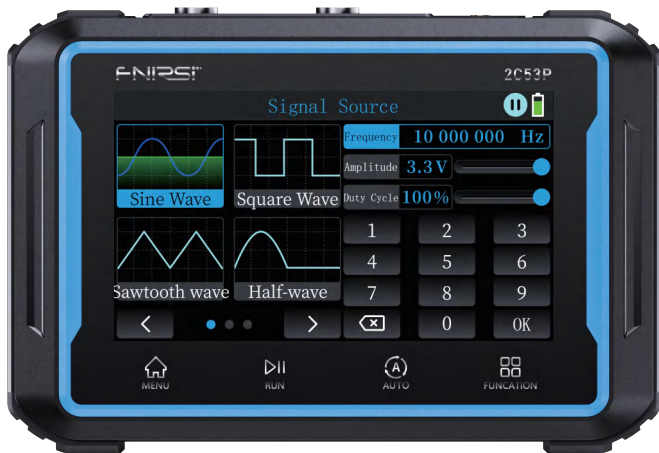 FNIRSI
2C53P
Signal Source
Frequency 10 000 000 Hz
Amplitude 3.3V
Duty Cycle 100%
Sine Wave
Square Wave
Sawtooth wave
Half-wave
1 2 3
4 5 6
7 8 9
0 OK
MENU
RUN
A
AUTO
FUNCATION